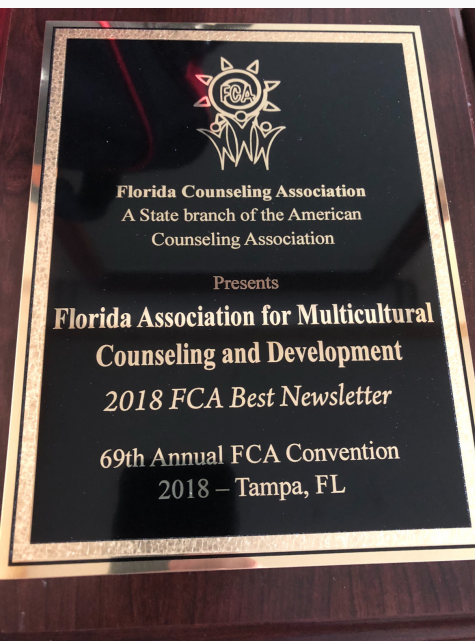 FCA
Florida Counseling Association
A State branch of the American
Counseling Association
Presents
Florida Association for Multicultural
Counseling and Development
2018 FCA Best Newsletter
69th Annual FCA Convention
2018 – Tampa, FL